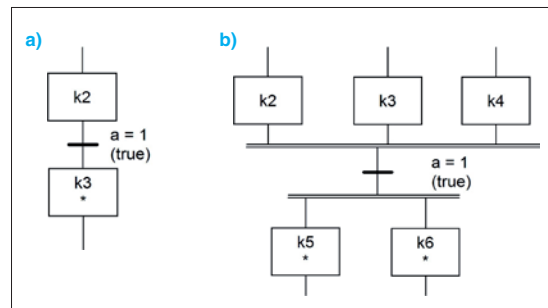 a)
k2
a = 1
(true)
k3
*
b)
k2
k3
k4
a = 1
(true)
k5
*
k6
*